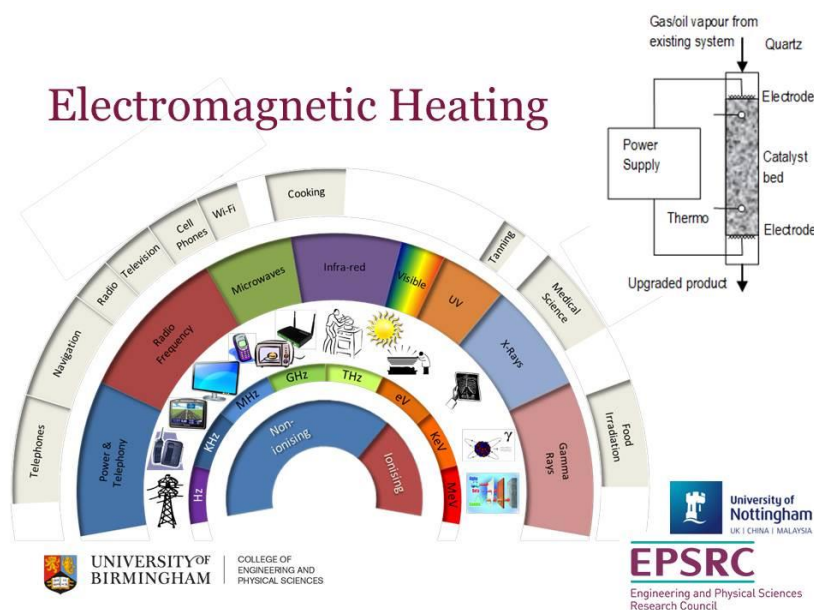 Electromagnetic Heating
Gas/oil vapour from
existing system
Quartz
Electrode
Power
Supply
Catalyst
bed
Thermo
Electrode
Upgraded product
Telephones
Navigation
Radio
Television
Cell
Phones
Wi-Fi
Cooking
Tanning
Medical
Science
Food
Irradiation
Power &
Telephony
Radio
Frequency
Microwaves
Infra-red
Visible
UV
X-Rays
Gamma
Rays
Hz
KHz
MHz
GHz
THz
eV
KeV
MeV
γ
Non-
ionising
Ionising
UNIVERSITY OF
BIRMINGHAM
COLLEGE OF
ENGINEERING AND
PHYSICAL SCIENCES
University of
Nottingham
UK | CHINA | MALAYSIA
EPSRC
Engineering and Physical Sciences
Research Council